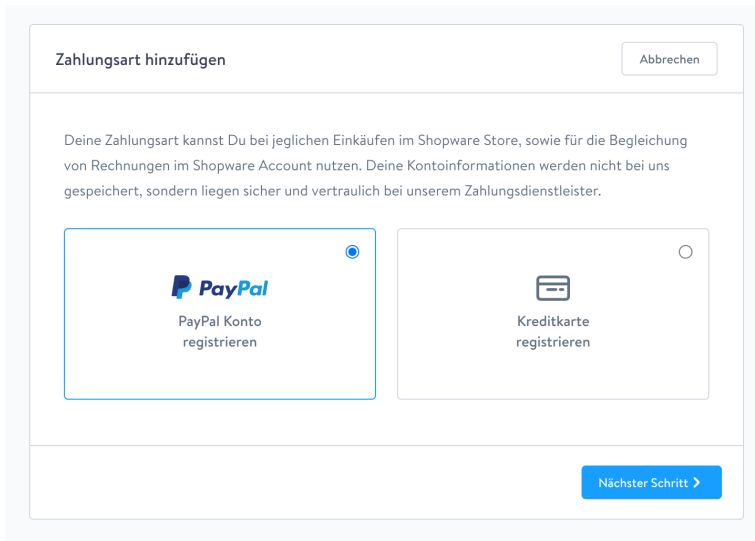 Zahlungsart hinzufügen
Abbrechen
Deine Zahlungsart kannst Du bei jeglichen Einkäufen im Shopware Store, sowie für die Begleichung
von Rechnungen im Shopware Account nutzen. Deine Kontoinformationen werden nicht bei uns
gespeichert, sondern liegen sicher und vertraulich bei unserem Zahlungsdienstleister.
PayPal
PayPal Konto
registrieren
Kreditkarte
registrieren
Nächster Schritt